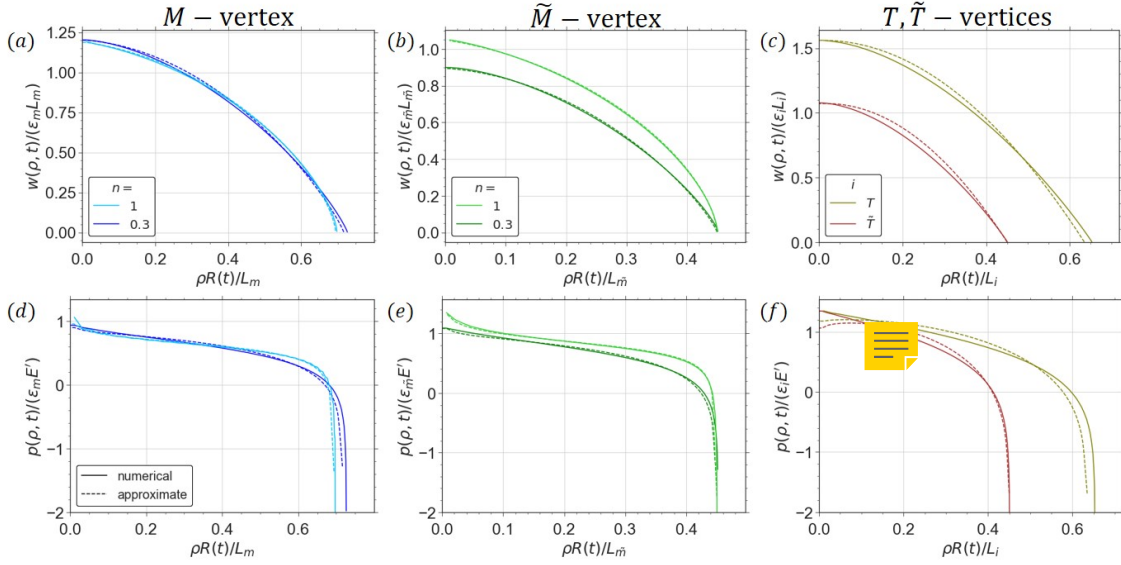 M − vertex
M̃ − vertex
T, T̃ − vertices
(a)
w(ρ, t)/(ε_mL_m)
1.25
1.00
0.75
0.50
0.25
0.00
n =
1
0.3
0.0 0.2 0.4 0.6
ρR(t)/L_m
(b)
w(ρ, t)/(ε_m̃L_m̃)
1.0
0.8
0.6
0.4
0.2
0.0
n =
1
0.3
0.0 0.1 0.2 0.3 0.4
ρR(t)/L_m̃
(c)
w(ρ, t)/(ε_iL_i)
1.5
1.0
0.5
0.0
i
T
T̃
0.0 0.2 0.4 0.6
ρR(t)/L_i
(d)
p(ρ, t)/(ε_mE')
1
0
−1
−2
numerical
approximate
0.0 0.2 0.4 0.6
ρR(t)/L_m
(e)
p(ρ, t)/(ε_m̃E')
1
0
−1
−2
0.0 0.1 0.2 0.3 0.4
ρR(t)/L_m̃
(f)
p(ρ, t)/(ε_iE')
1
0
−1
−2
0.0 0.2 0.4 0.6
ρR(t)/L_i